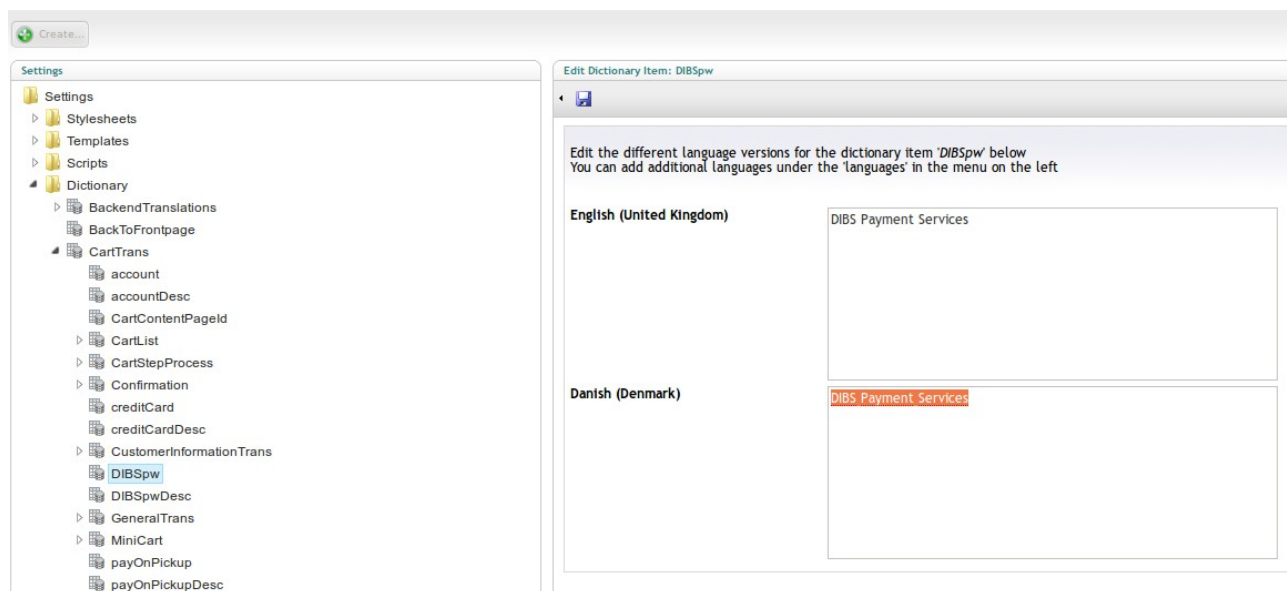 Create...
Settings
Settings
Stylesheets
Templates
Scripts
Dictionary
BackendTranslations
BackToFrontpage
CartTrans
account
accountDesc
CartContentPageId
CartList
CartStepProcess
Confirmation
creditCard
creditCardDesc
CustomerInformationTrans
DIBSpw
DIBSpwDesc
GeneralTrans
MiniCart
payOnPickup
payOnPickupDesc
Edit Dictionary Item: DIBSpw
Edit the different language versions for the dictionary item 'DIBSpw' below
You can add additional languages under the 'languages' in the menu on the left
English (United Kingdom)
DIBS Payment Services
Danish (Denmark)
DIBS Payment Services